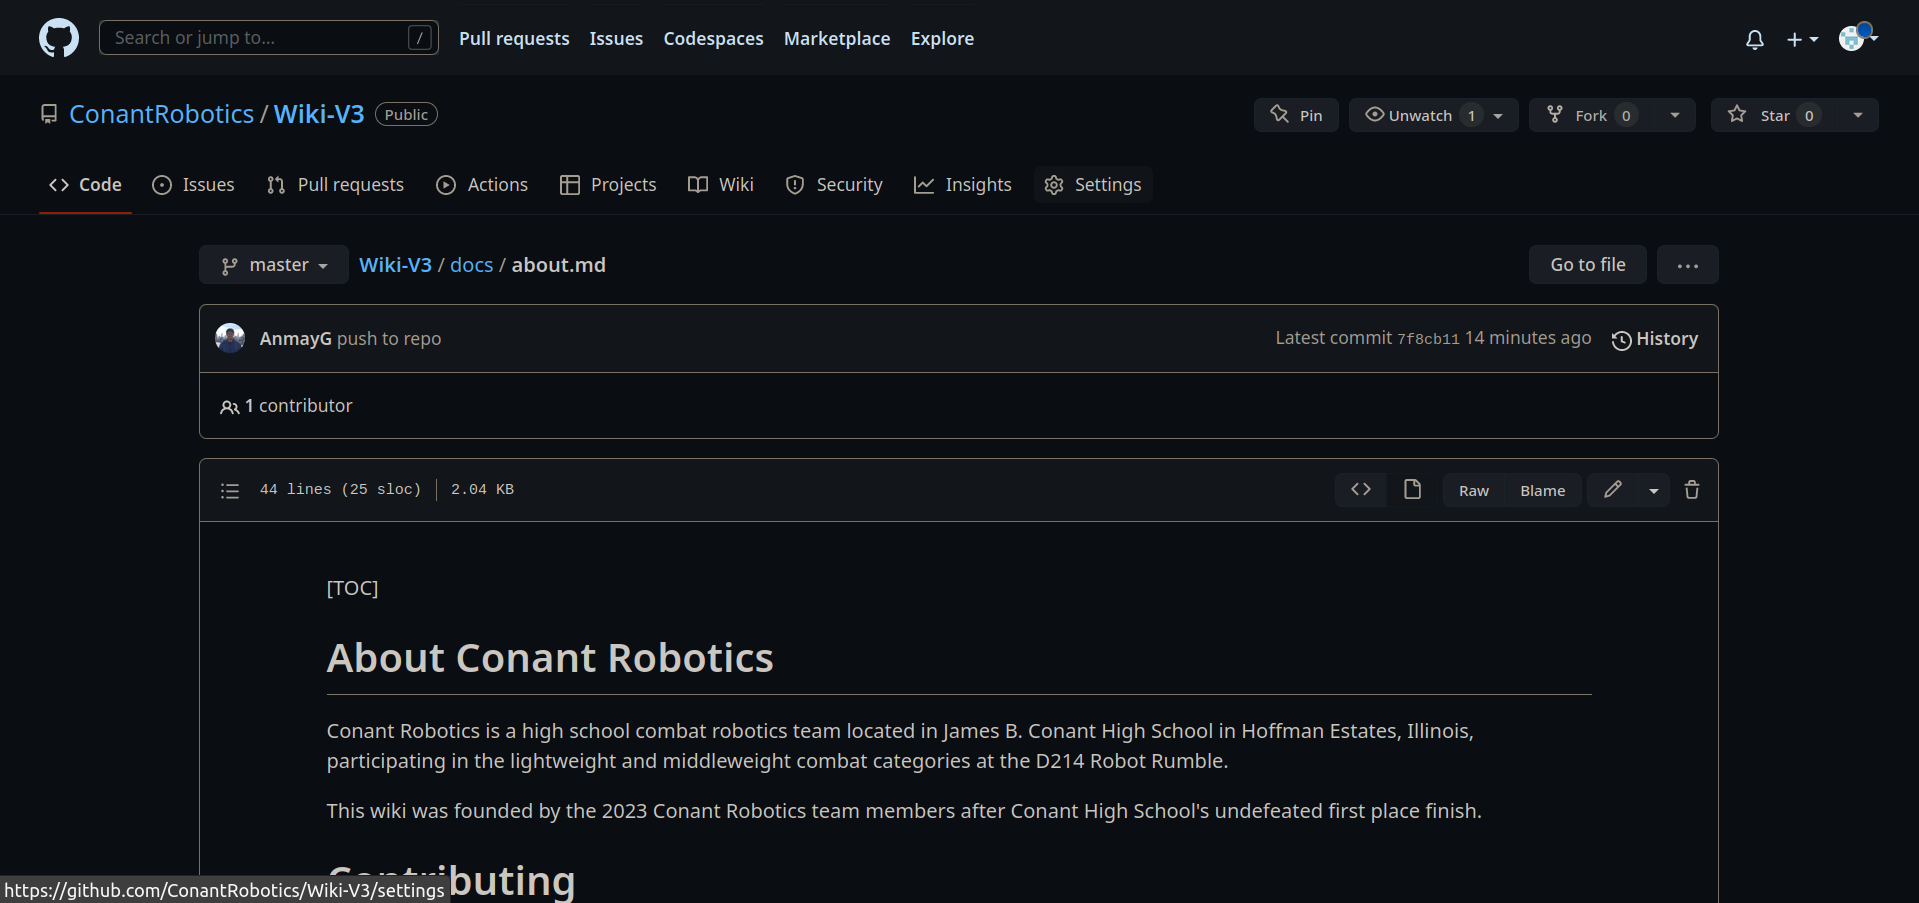 Search or jump to... / Pull requests Issues Codespaces Marketplace Explore
ConantRobotics / Wiki-V3 Public Pin Unwatch 1 Fork 0 Star 0
Code Issues Pull requests Actions Projects Wiki Security Insights Settings
master Wiki-V3 / docs / about.md Go to file ...
AnmayG push to repo Latest commit 7f8cb11 14 minutes ago History
1 contributor
44 lines (25 sloc) 2.04 KB Raw Blame
[TOC]
About Conant Robotics
Conant Robotics is a high school combat robotics team located in James B. Conant High School in Hoffman Estates, Illinois,
participating in the lightweight and middleweight combat categories at the D214 Robot Rumble.
This wiki was founded by the 2023 Conant Robotics team members after Conant High School's undefeated first place finish.
Contributing
https://github.com/ConantRobotics/Wiki-V3/settings